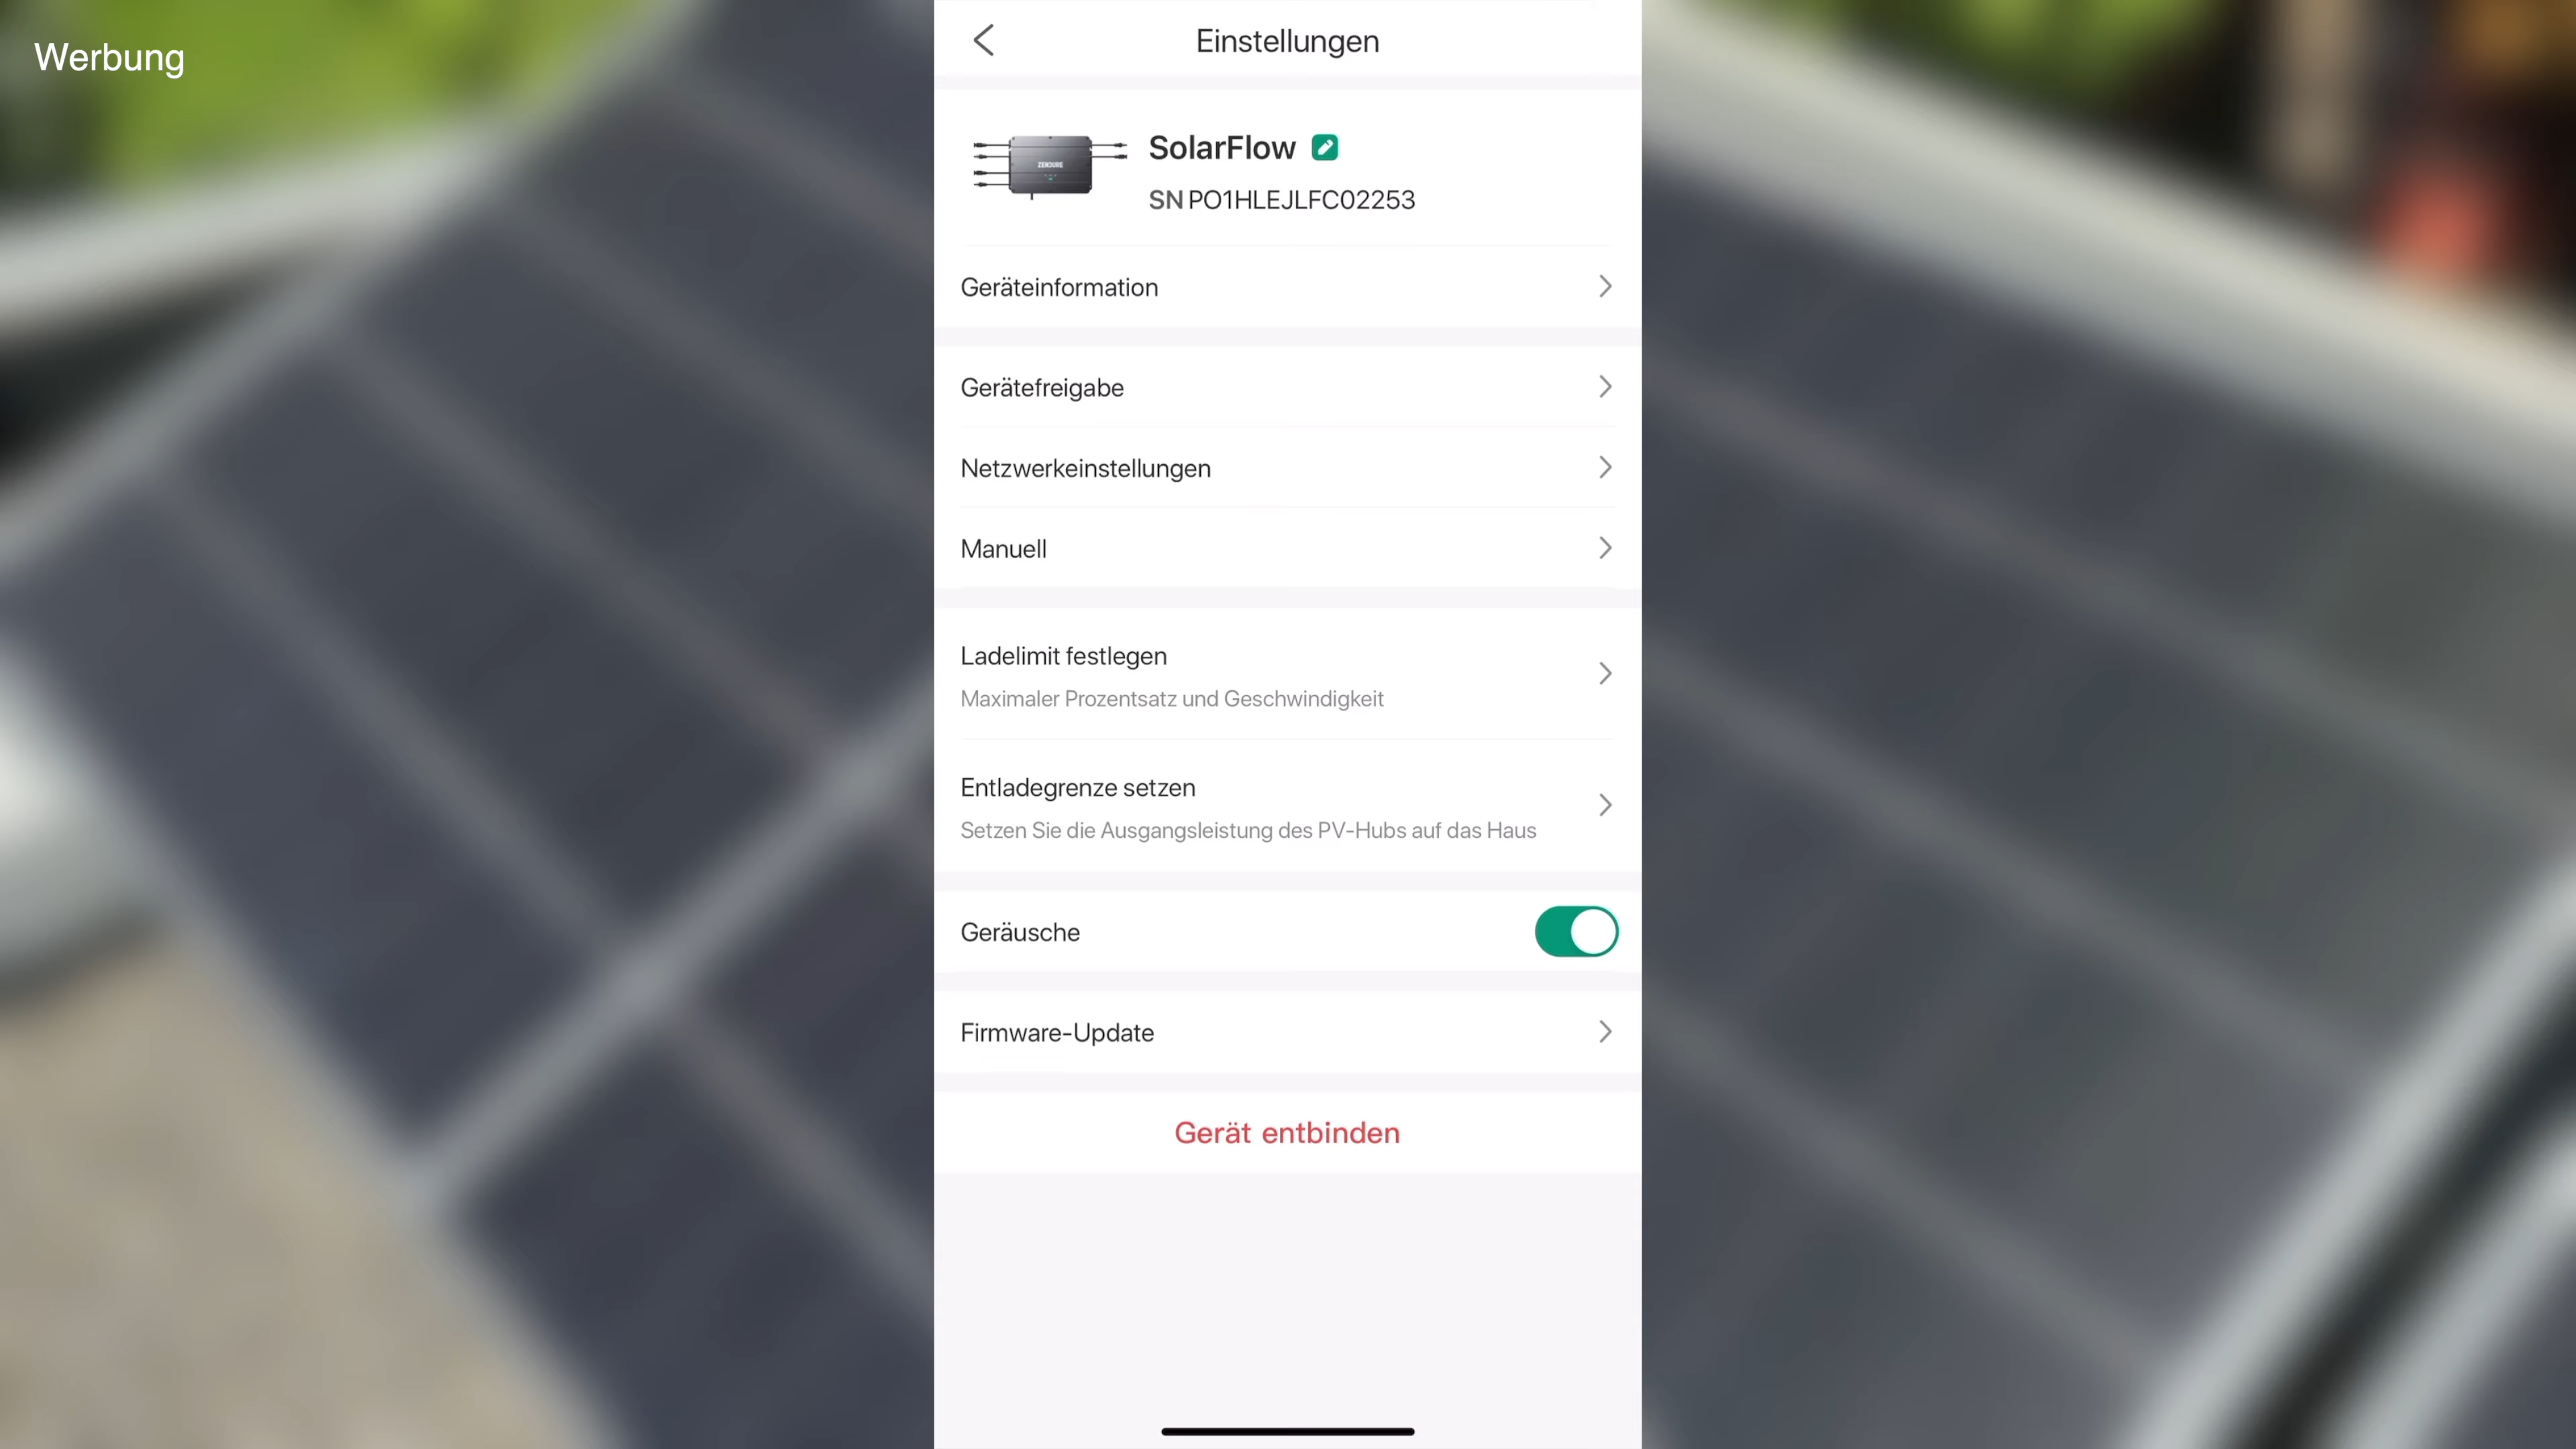 Werbung
Einstellungen
ZENDURE
SolarFlow
SN PO1HLEJLFC02253
Geräteinformation
Gerätefreigabe
Netzwerkeinstellungen
Manuell
Ladelimit festlegen
Maximaler Prozentsatz und Geschwindigkeit
Entladegrenze setzen
Setzen Sie die Ausgangsleistung des PV-Hubs auf das Haus
Geräusche
Firmware-Update
Gerät entbinden